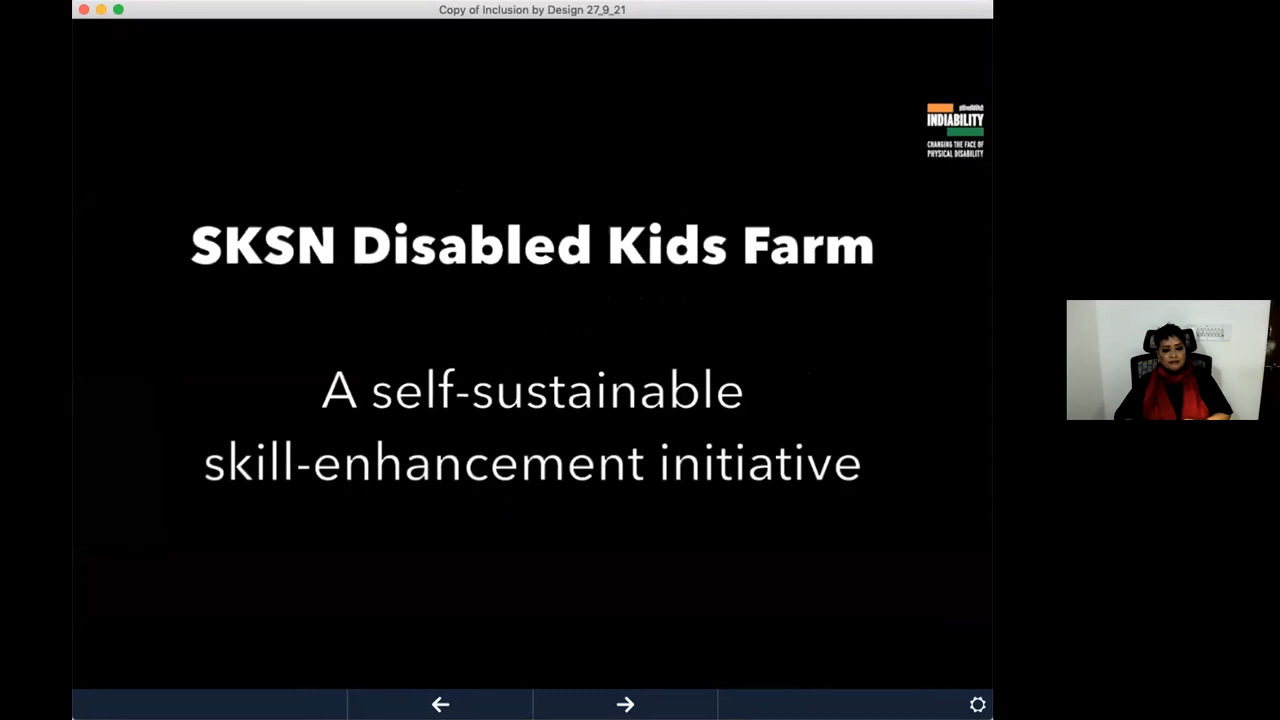 Copy of Inclusion by Design 27_9_21
INDIABILITY
CHANGING THE FACE OF
PHYSICAL DISABILITY
SKSN Disabled Kids Farm
A self-sustainable
skill-enhancement initiative